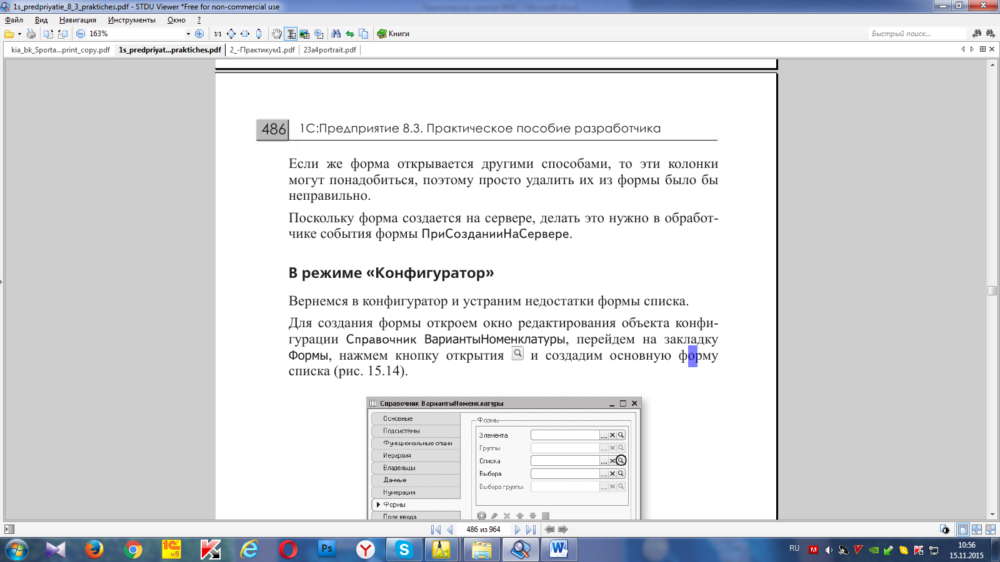 1s_predpriyatie_8_3_praktiches.pdf - STDU Viewer *Free for non-commercial use
Файл Вид Навигация Инструменты Окно ?
163% 1:1 Книги Быстрый поиск...
kia_bk_Sporta...print_copy.pdf 1s_predpriyat...praktiches.pdf 2_-Практикум1.pdf 23a4portrait.pdf
486 1С:Предприятие 8.3. Практическое пособие разработчика
Если же форма открывается другими способами, то эти колонки
могут понадобиться, поэтому просто удалить их из формы было бы
неправильно.
Поскольку форма создается на сервере, делать это нужно в обработ-
чике события формы ПриСозданииНаСервере.
В режиме «Конфигуратор»
Вернемся в конфигуратор и устраним недостатки формы списка.
Для создания формы откроем окно редактирования объекта конфи-
гурации Справочник ВариантыНоменклатуры, перейдем на закладку
Формы, нажмем кнопку открытия и создадим основную форму
списка (рис. 15.14).
Справочник ВариантыНоменклатуры
Основные
Подсистемы
Функциональные опции
Иерархия
Владельцы
Данные
Нумерация
Формы
Поле ввода
Формы
Элемента
Группы
Списка
Выбора
Выбора группы
486 из 964
RU 10:56
15.11.2015